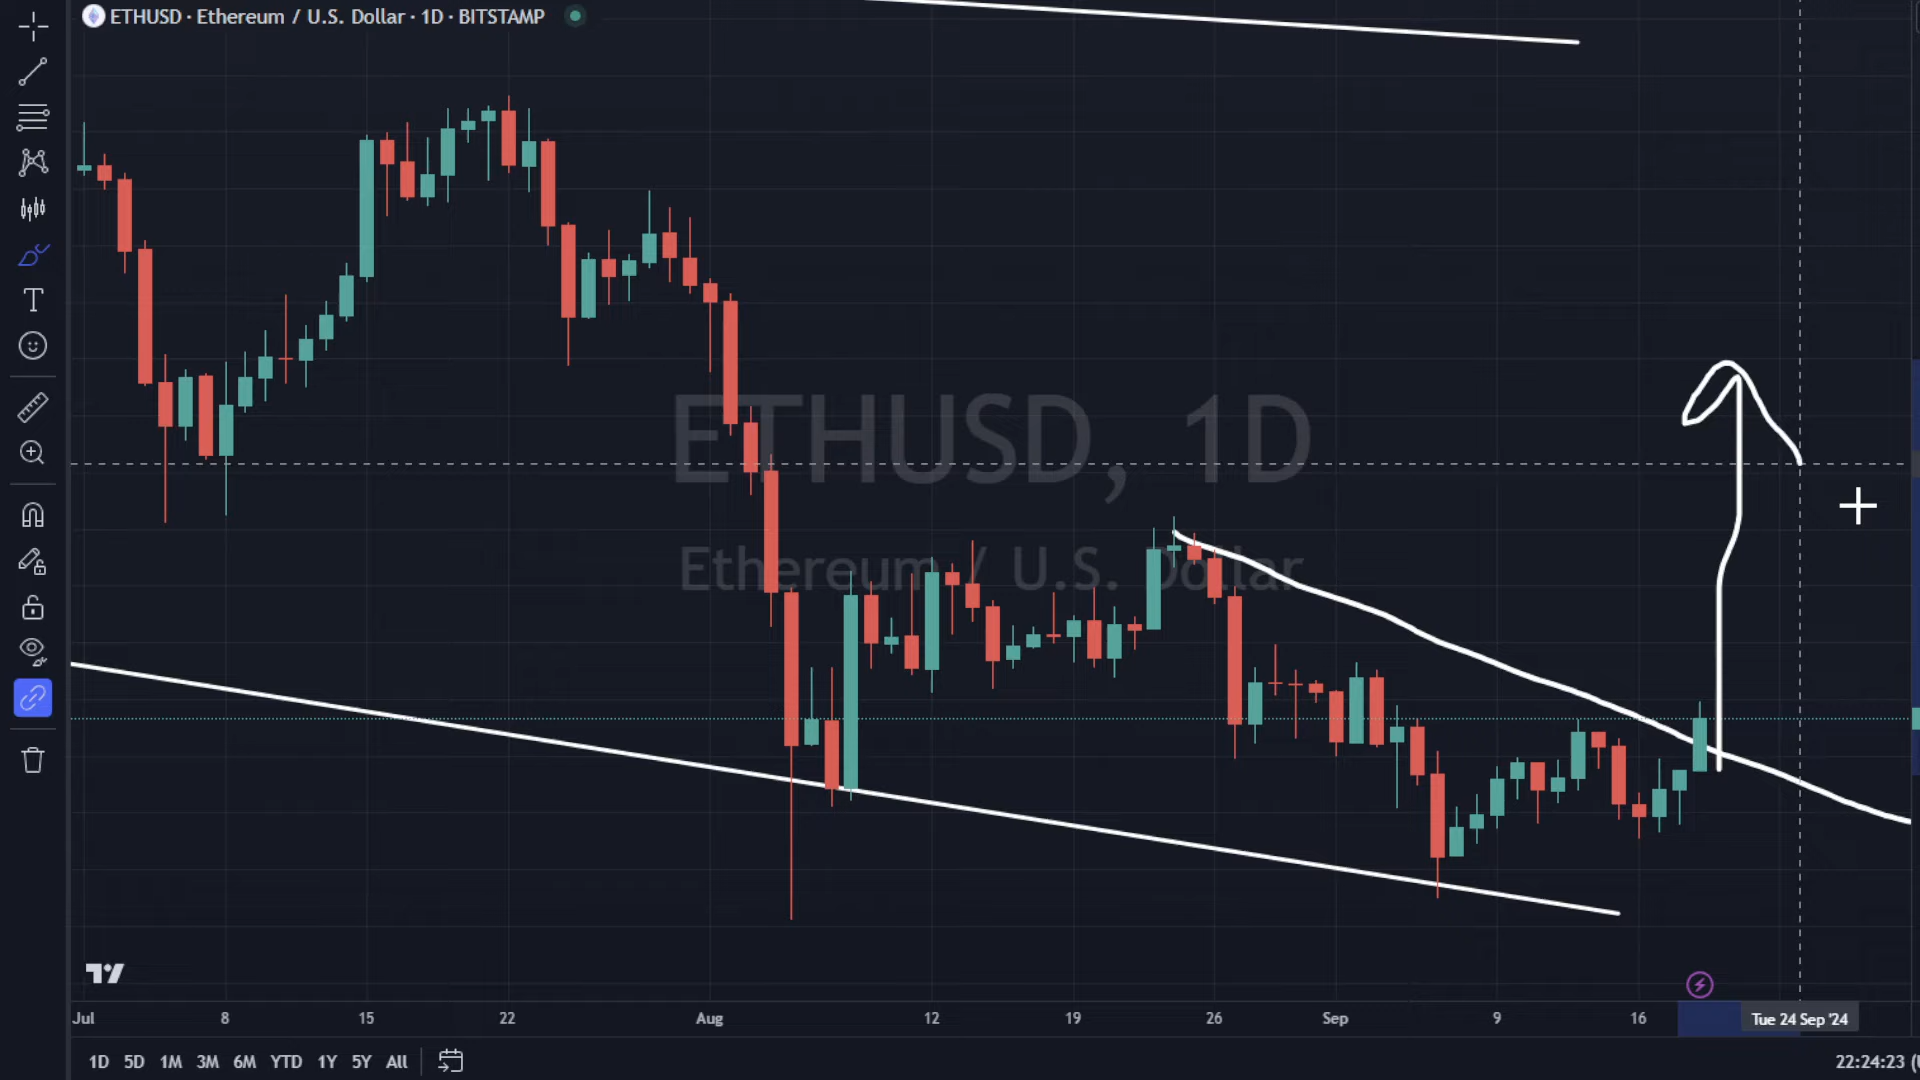 ETHUSD · Ethereum / U.S. Dollar · 1D · BITSTAMP
ETHUSD, 1D
Ethereum / U.S. Dollar
Jul 8 15 22 Aug 12 19 26 Sep 9 16 Tue 24 Sep '24
1D 5D 1M 3M 6M YTD 1Y 5Y All 22:24:23 (